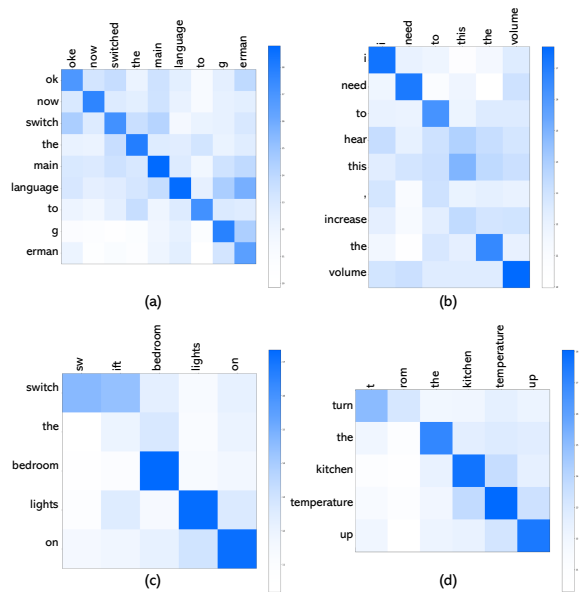 oke now switched the main language to g erman
ok
now
switch
the
main
language
to
g
erman
(a)
i need to this the volume
i
need
to
hear
this
,
increase
the
volume
(b)
sw ift bedroom lights on
switch
the
bedroom
lights
on
(c)
t rom the kitchen temperature up
turn
the
kitchen
temperature
up
(d)